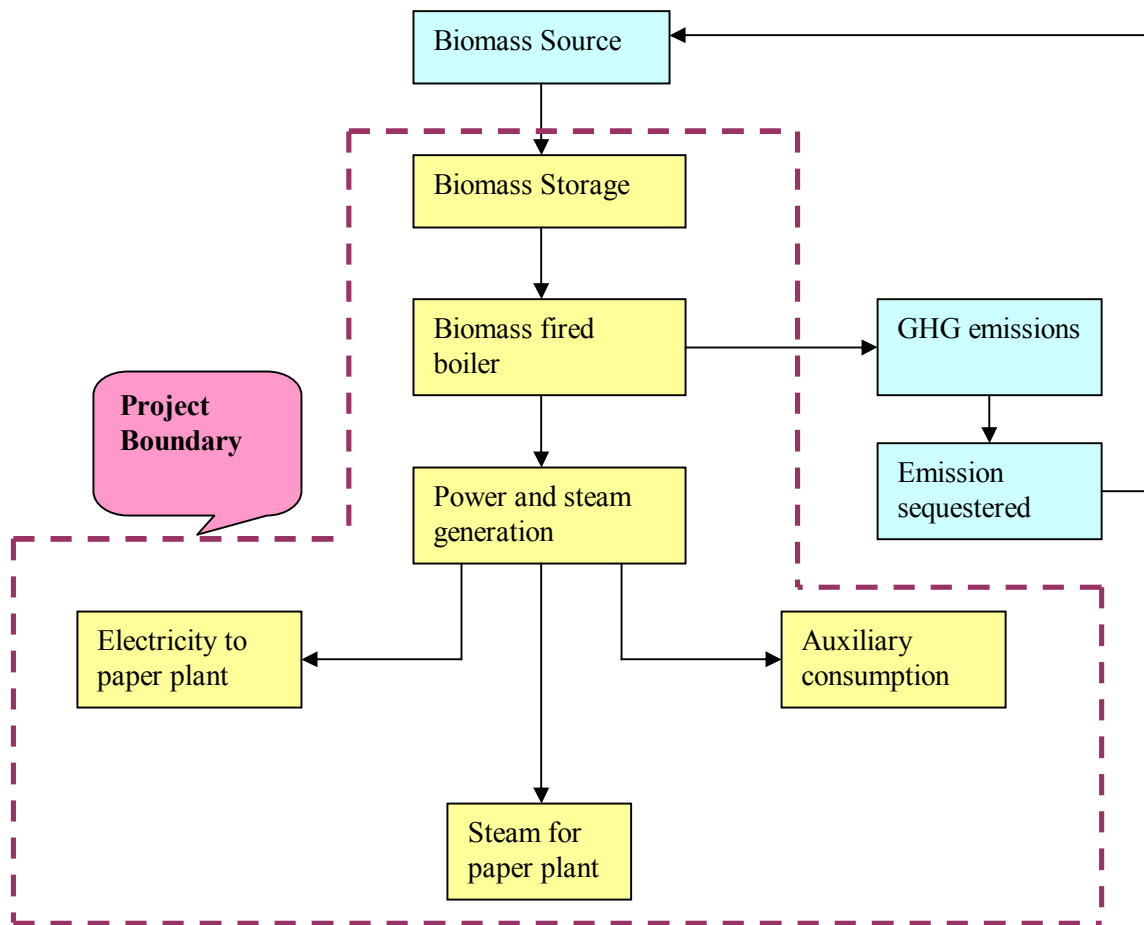 Biomass Source
Biomass Storage
Biomass fired
boiler
GHG emissions
Project
Boundary
Emission
sequestered
Power and steam
generation
Electricity to
paper plant
Auxiliary
consumption
Steam for
paper plant